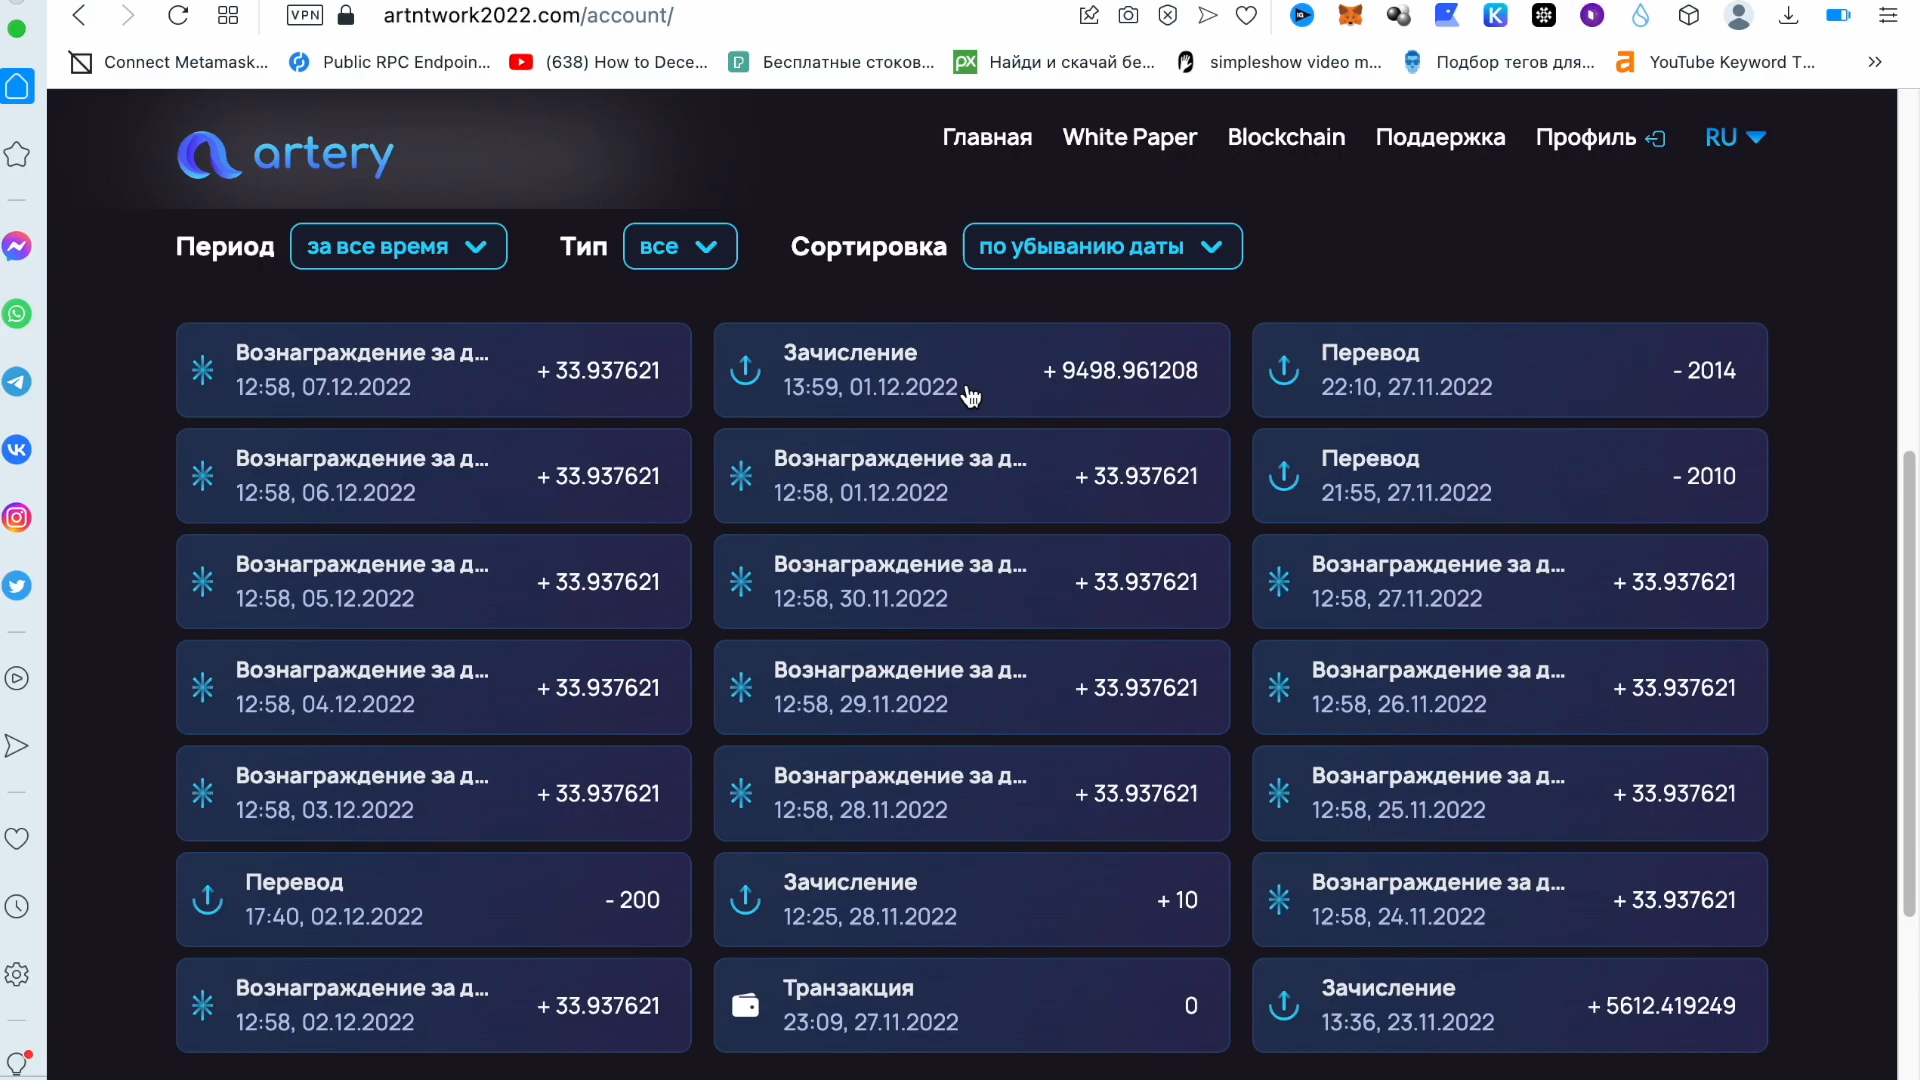 VPN
artntwork2022.com/account/
Connect Metamask...
Public RPC Endpoin...
(638) How to Dece...
Бесплатные стоков...
Найди и скачай бе...
simpleshow video m...
Подбор тегов для...
YouTube Keyword T...
artery
Главная
White Paper
Blockchain
Поддержка
Профиль
RU
Период
за все время
Тип
все
Сортировка
по убыванию даты
Вознаграждение за д...
12:58, 07.12.2022
+ 33.937621
Зачисление
13:59, 01.12.2022
+ 9498.961208
Перевод
22:10, 27.11.2022
- 2014
Вознаграждение за д...
12:58, 06.12.2022
+ 33.937621
Вознаграждение за д...
12:58, 01.12.2022
+ 33.937621
Перевод
21:55, 27.11.2022
- 2010
Вознаграждение за д...
12:58, 05.12.2022
+ 33.937621
Вознаграждение за д...
12:58, 30.11.2022
+ 33.937621
Вознаграждение за д...
12:58, 27.11.2022
+ 33.937621
Вознаграждение за д...
12:58, 04.12.2022
+ 33.937621
Вознаграждение за д...
12:58, 29.11.2022
+ 33.937621
Вознаграждение за д...
12:58, 26.11.2022
+ 33.937621
Вознаграждение за д...
12:58, 03.12.2022
+ 33.937621
Вознаграждение за д...
12:58, 28.11.2022
+ 33.937621
Вознаграждение за д...
12:58, 25.11.2022
+ 33.937621
Перевод
17:40, 02.12.2022
- 200
Зачисление
12:25, 28.11.2022
+ 10
Вознаграждение за д...
12:58, 24.11.2022
+ 33.937621
Вознаграждение за д...
12:58, 02.12.2022
+ 33.937621
Транзакция
23:09, 27.11.2022
0
Зачисление
13:36, 23.11.2022
+ 5612.419249